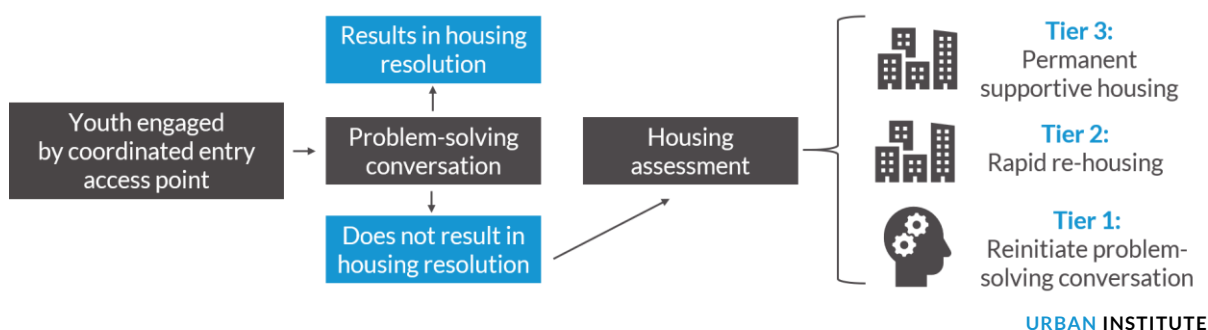 Youth engaged
by coordinated entry
access point
Results in housing
resolution
Problem-solving
conversation
Does not result in
housing resolution
Housing
assessment
Tier 3:
Permanent
supportive housing
Tier 2:
Rapid re-housing
Tier 1:
Reinitiate problem-
solving conversation
URBAN INSTITUTE